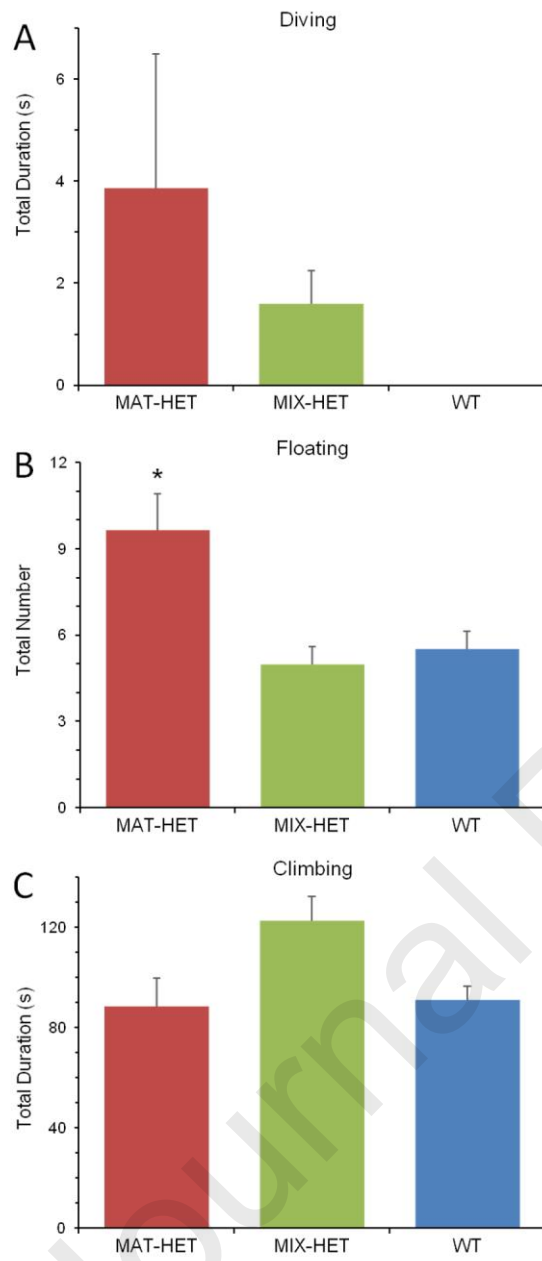 A
Diving
Total Duration (s)
6
4
2
0
MAT-HET MIX-HET WT
B
Floating
Total Number
12
*
9
6
3
0
MAT-HET MIX-HET WT
C
Climbing
Total Duration (s)
120
80
40
0
MAT-HET MIX-HET WT
Journal